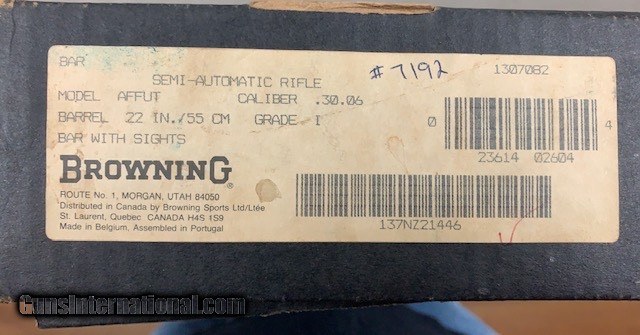 BAR
SEMI-AUTOMATIC RIFLE
# 7192
1307082
MODEL AFFUT CALIBER .30.06
BARREL 22 IN./55 CM GRADE I
BAR WITH SIGHTS
0 23614 02604 4
BROWNING®
ROUTE No. 1, MORGAN, UTAH 84050
Distributed in Canada by Browning Sports Ltd/Ltée
St. Laurent, Quebec CANADA H4S 1S9
Made in Belgium, Assembled in Portugal
137NZ21446
GunsInternational.com